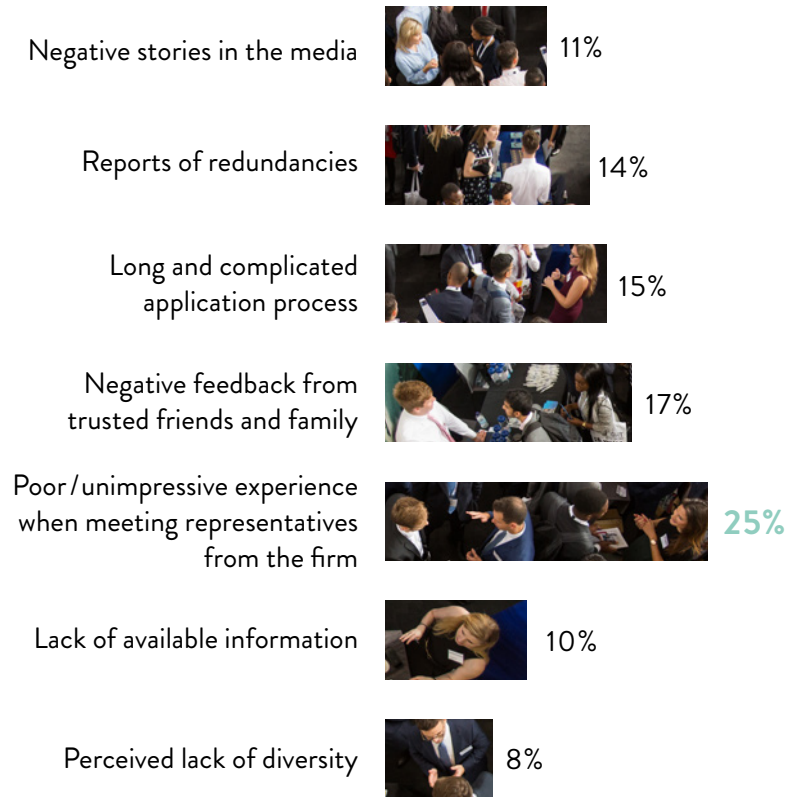 Negative stories in the media
11%
Reports of redundancies
14%
Long and complicated
application process
15%
Negative feedback from
trusted friends and family
17%
Poor/unimpressive experience
when meeting representatives
from the firm
25%
Lack of available information
10%
Perceived lack of diversity
8%